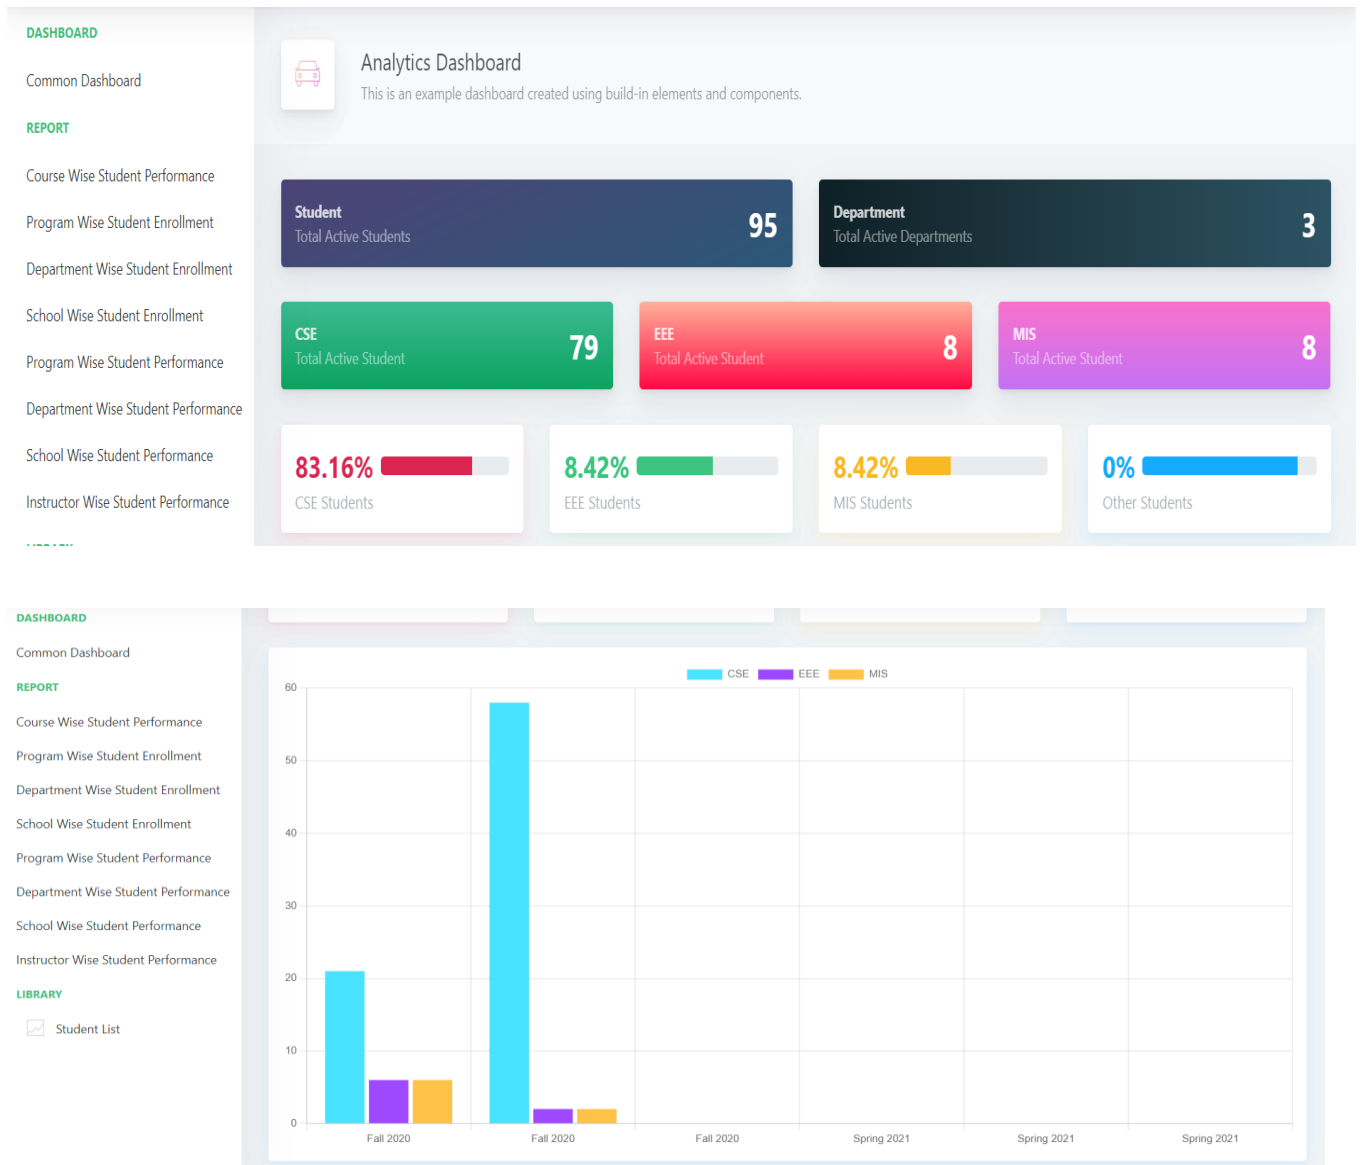 DASHBOARD
Common Dashboard
REPORT
Course Wise Student Performance
Program Wise Student Enrollment
Department Wise Student Enrollment
School Wise Student Enrollment
Program Wise Student Performance
Department Wise Student Performance
School Wise Student Performance
Instructor Wise Student Performance
Analytics Dashboard
This is an example dashboard created using build-in elements and components.
Student
Total Active Students
95
Department
Total Active Departments
3
CSE
Total Active Student
79
EEE
Total Active Student
8
MIS
Total Active Student
8
83.16%
CSE Students
8.42%
EEE Students
8.42%
MIS Students
0%
Other Students
DASHBOARD
Common Dashboard
REPORT
Course Wise Student Performance
Program Wise Student Enrollment
Department Wise Student Enrollment
School Wise Student Enrollment
Program Wise Student Performance
Department Wise Student Performance
School Wise Student Performance
Instructor Wise Student Performance
LIBRARY
Student List
CSE EEE MIS
60
50
40
30
20
10
0
Fall 2020 Fall 2020 Fall 2020 Spring 2021 Spring 2021 Spring 2021